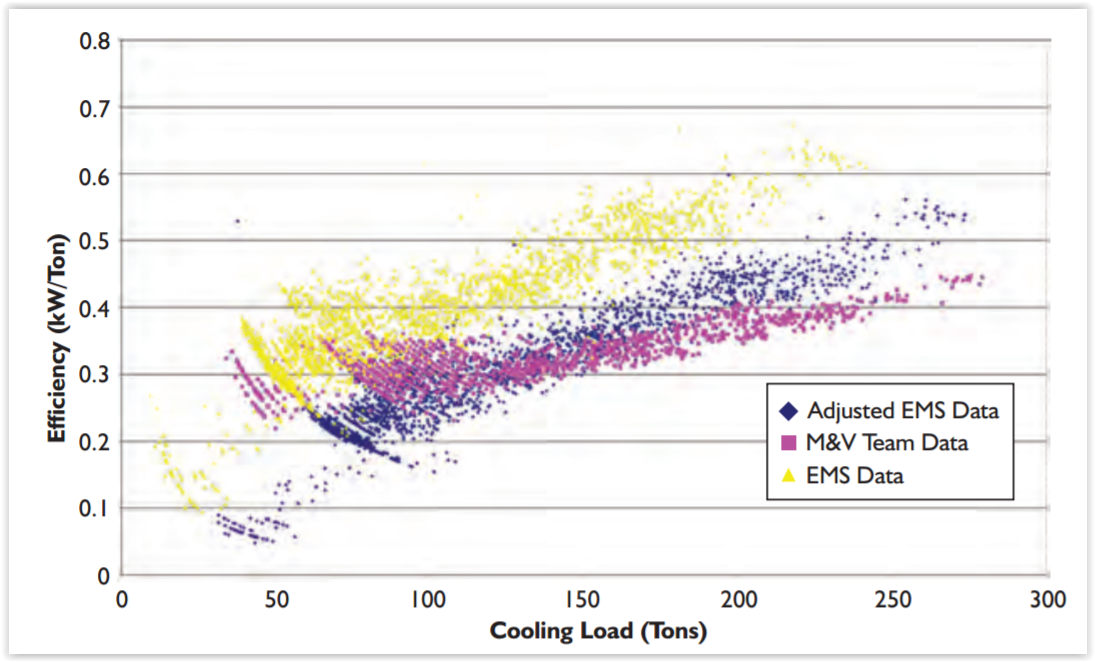 0.8
0.7
0.6
0.5
0.4
0.3
0.2
0.1
0
Efficiency (kW/Ton)
Adjusted EMS Data
M&V Team Data
EMS Data
0 50 100 150 200 250 300
Cooling Load (Tons)